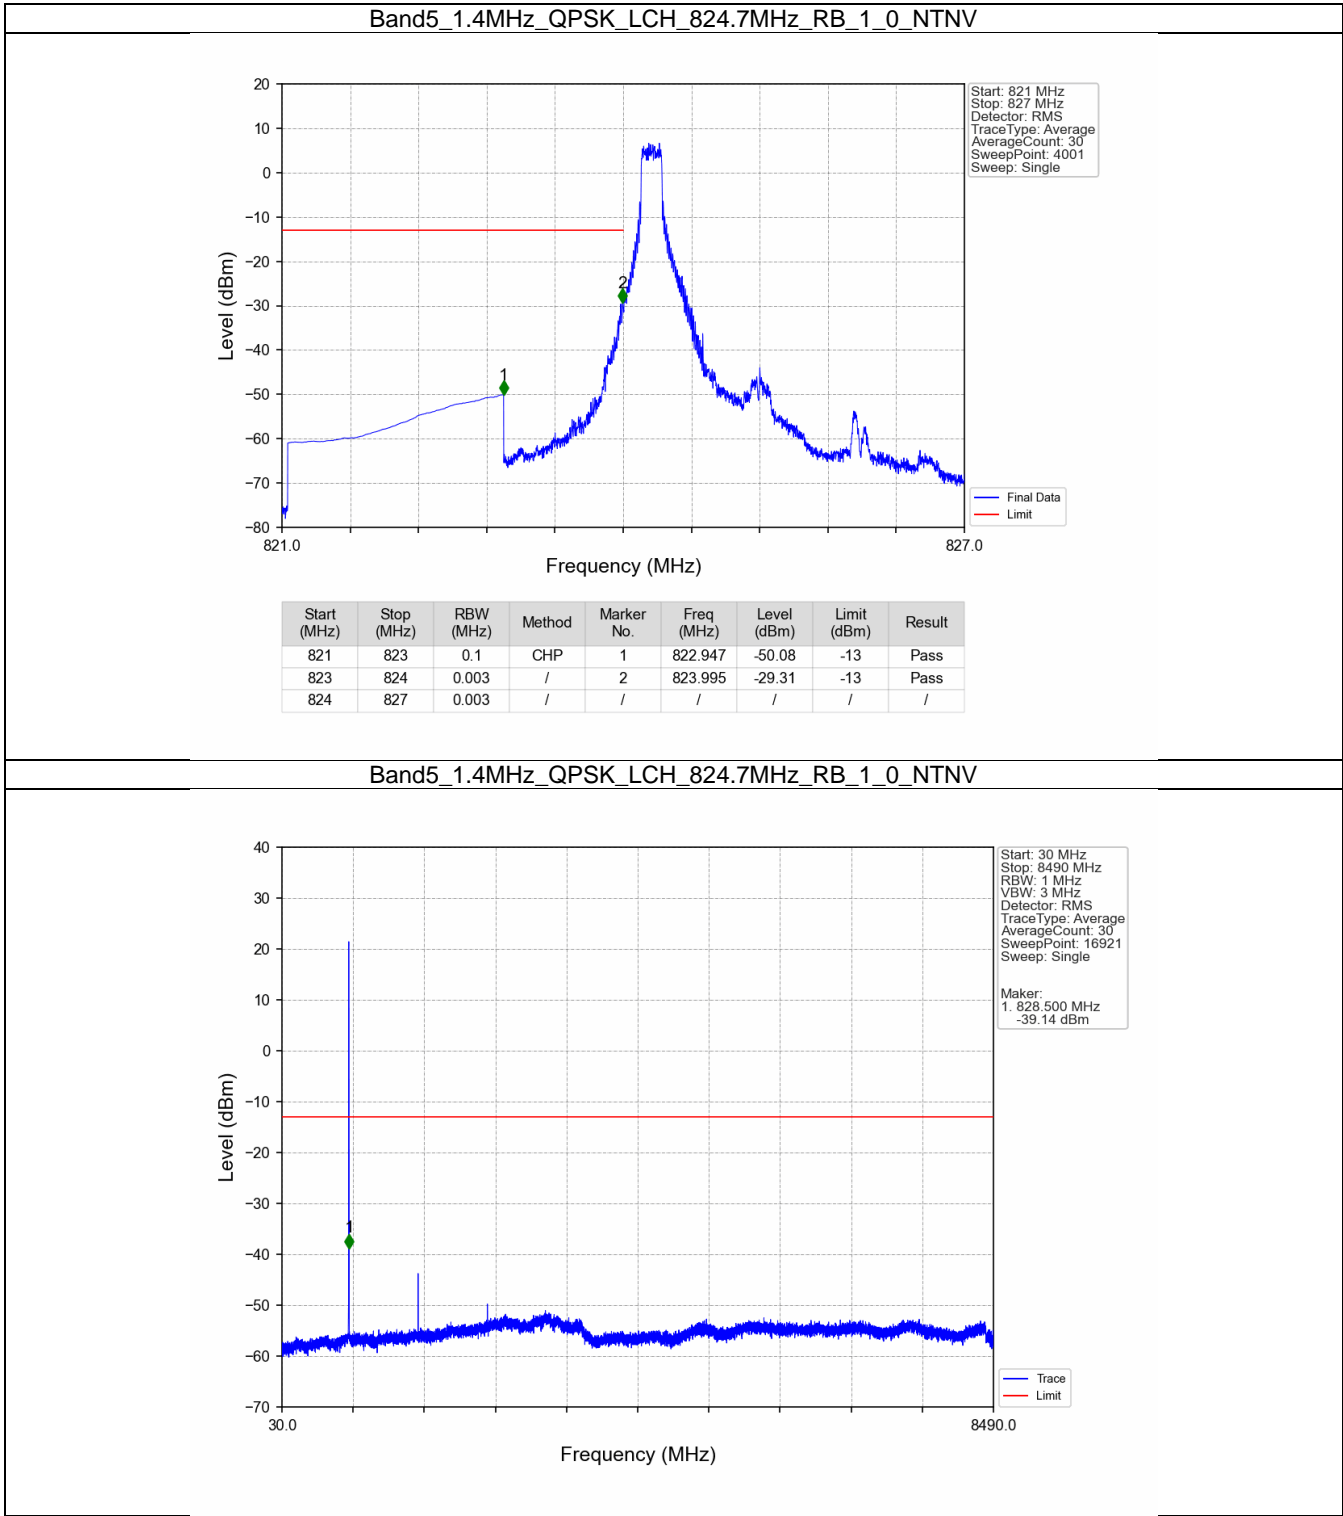 Band5_1.4MHz_QPSK_LCH_824.7MHz_RB_1_0_NTNV
20
10
0
−10
−20
−30
−40
−50
−60
−70
−80
Level (dBm)
1
2
821.0
827.0
Frequency (MHz)
Start: 821 MHz
Stop: 827 MHz
Detector: RMS
TraceType: Average
AverageCount: 30
SweepPoint: 4001
Sweep: Single
Final Data
Limit
Start (MHz) Stop (MHz) RBW (MHz) Method Marker No. Freq (MHz) Level (dBm) Limit (dBm) Result
821 823 0.1 CHP 1 822.947 -50.08 -13 Pass
823 824 0.003 / 2 823.995 -29.31 -13 Pass
824 827 0.003 / / / / / /
Band5_1.4MHz_QPSK_LCH_824.7MHz_RB_1_0_NTNV
40
30
20
10
0
−10
−20
−30
−40
−50
−60
−70
Level (dBm)
1
30.0
8490.0
Frequency (MHz)
Start: 30 MHz
Stop: 8490 MHz
RBW: 1 MHz
VBW: 3 MHz
Detector: RMS
TraceType: Average
AverageCount: 30
SweepPoint: 16921
Sweep: Single
Maker:
1. 828.500 MHz
-39.14 dBm
Trace
Limit